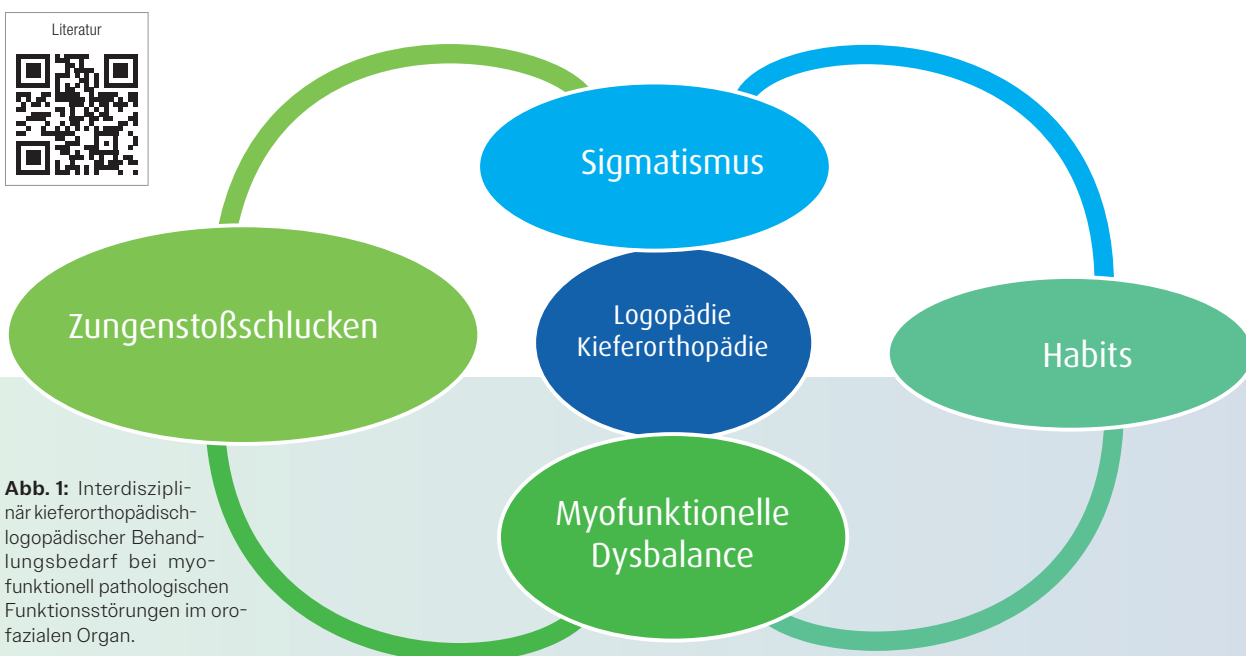 Literatur
Sigmatismus
Zungenstoßschlucken
Logopädie
Kieferorthopädie
Habits
Myofunktionelle
Dysbalance
Abb. 1: Interdiszipli-
när kieferorthopädisch-
logopädischer Behand-
lungsbedarf bei myo-
funktionell pathologischen
Funktionsstörungen im oro-
fazialen Organ.